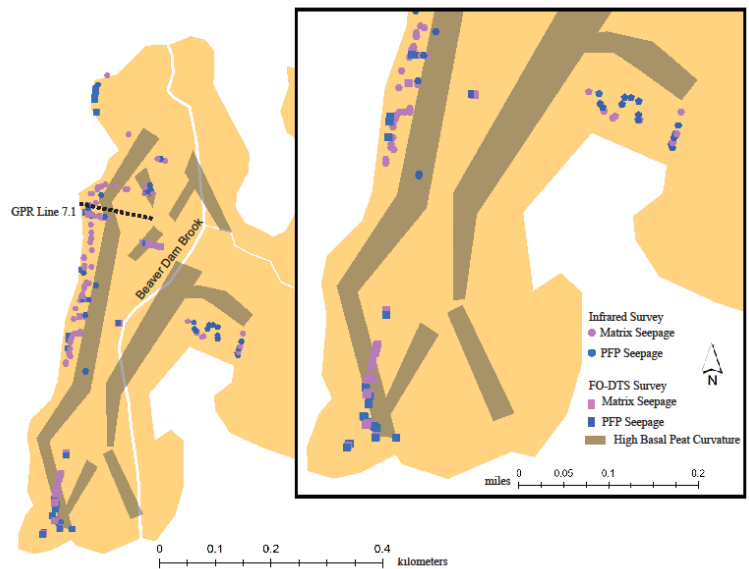 GPR Line 7.1
Beaver Dam Brook
Infrared Survey
Matrix Seepage
PFP Seepage
FO-DTS Survey
Matrix Seepage
PFP Seepage
High Basal Peat Curvature
N
miles
0 0.05 0.1 0.2
0 0.1 0.2 0.4
kilometers